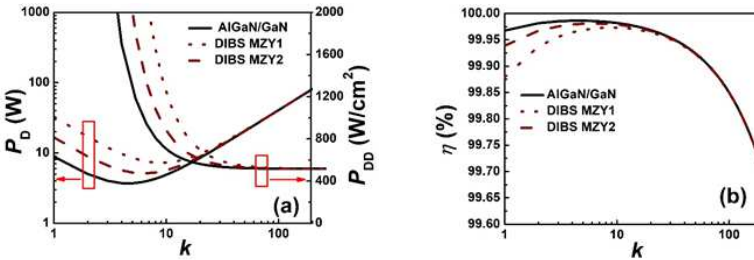 1000
100
10
1
P_D (W)
AlGaN/GaN
DIBS MZY1
DIBS MZY2
(a)
2000
1600
1200
800
400
0
P_DD (W/cm²)
1
10
100
k
100.00
99.95
99.90
99.85
99.80
99.75
99.70
99.65
99.60
η (%)
AlGaN/GaN
DIBS MZY1
DIBS MZY2
(b)
1
10
100
k